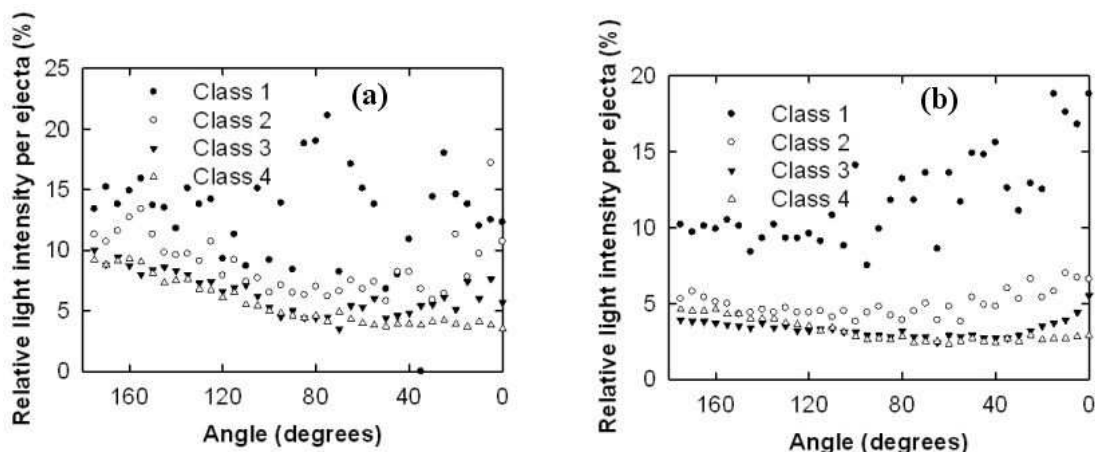 Relative light intensity per ejecta (%)
25
20
15
10
5
0
Class 1
Class 2
Class 3
Class 4
(a)
160
120
80
40
0
Angle (degrees)
Relative light intensity per ejecta (%)
20
15
10
5
0
Class 1
Class 2
Class 3
Class 4
(b)
160
120
80
40
0
Angle (degrees)